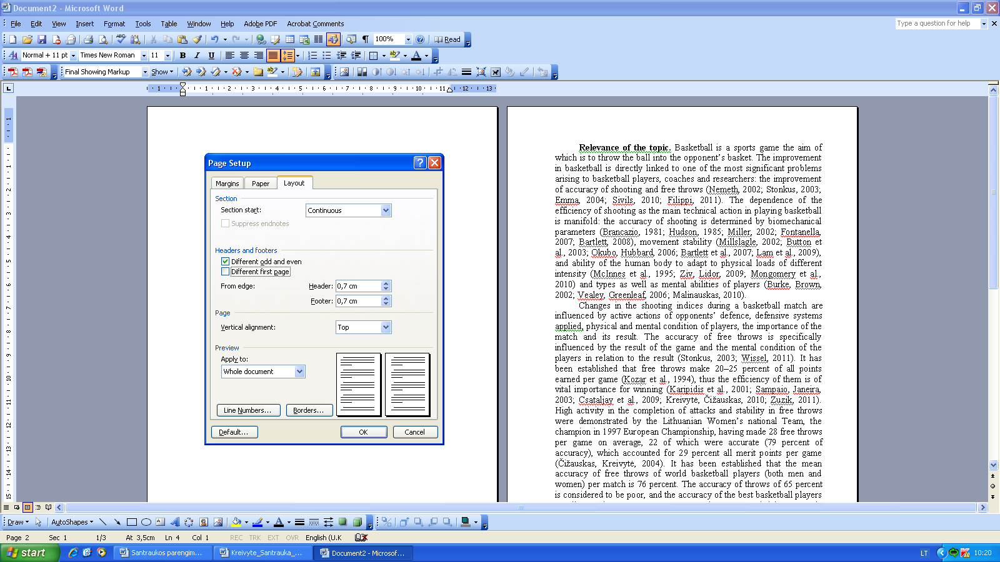 Document2 - Microsoft Word
File Edit View Insert Format Tools Table Window Help Adobe PDF Acrobat Comments
Type a question for help
100% Read
Normal + 11 pt Times New Roman 11 B I U
Final Showing Markup Show
1 1 2 3 4 5 6 7 8 9 10 11 12 13
Page Setup
Margins Paper Layout
Section
Section start: Continuous
Suppress endnotes
Headers and footers
Different odd and even
Different first page
From edge: Header: 0,7 cm
Footer: 0,7 cm
Page
Vertical alignment: Top
Preview
Apply to:
Whole document
Line Numbers... Borders...
Default... OK Cancel
Relevance of the topic. Basketball is a sports game the aim of
which is to throw the ball into the opponent's basket. The improvement
in basketball is directly linked to one of the most significant problems
arising to basketball players, coaches and researchers: the improvement
of accuracy of shooting and free throws (Nemeth, 2002; Stonkus, 2003;
Emma, 2004; Sivils, 2010; Filippi, 2011). The dependence of the
efficiency of shooting as the main technical action in playing basketball
is manifold: the accuracy of shooting is determined by biomechanical
parameters (Brancazio, 1981; Hudson, 1985; Miller, 2002; Fontanella,
2007; Bartlett, 2008), movement stability (Millslagle, 2002; Button et
al., 2003; Okubo, Hubbard, 2006; Bartlett et al., 2007; Lam et al., 2009),
and ability of the human body to adapt to physical loads of different
intensity (McInnes et al., 1995; Ziv, Lidor, 2009; Mongomery et al.,
2010) and types as well as mental abilities of players (Burke, Brown,
2002; Vealey, Greenleaf, 2006; Malinauskas, 2010).
Changes in the shooting indices during a basketball match are
influenced by active actions of opponents' defence, defensive systems
applied, physical and mental condition of players, the importance of the
match and its result. The accuracy of free throws is specifically
influenced by the result of the game and the mental condition of the
players in relation to the result (Stonkus, 2003; Wissel, 2011). It has
been established that free throws make 20–25 percent of all points
earned per game (Kozar et al., 1994), thus the efficiency of them is of
vital importance for winning (Karipidis et al., 2001; Sampaio, Janeira,
2003; Csataljay et al., 2009; Kreivytė, Čižauskas, 2010; Zuzik, 2011).
High activity in the completion of attacks and stability in free throws
were demonstrated by the Lithuanian Women's national Team, the
champion in 1997 European Championship, having made 28 free throws
per game on average, 22 of which were accurate (79 percent of
accuracy), which accounted for 29 percent all merit points per game
(Čižauskas, Kreivytė, 2004). It has been established that the mean
accuracy of free throws of world basketball players (both men and
women) per match is 76 percent. The accuracy of throws of 65 percent
is considered to be poor, and the accuracy of the best basketball players
Draw AutoShapes
Page 2 Sec 1 1/3 At 3,5cm Ln 4 Col 1 REC TRK EXT OVR English (U.K
start Santraukos parengim... Kreivyte_Santrauka_... Document2 - Microsof... LT 10:20